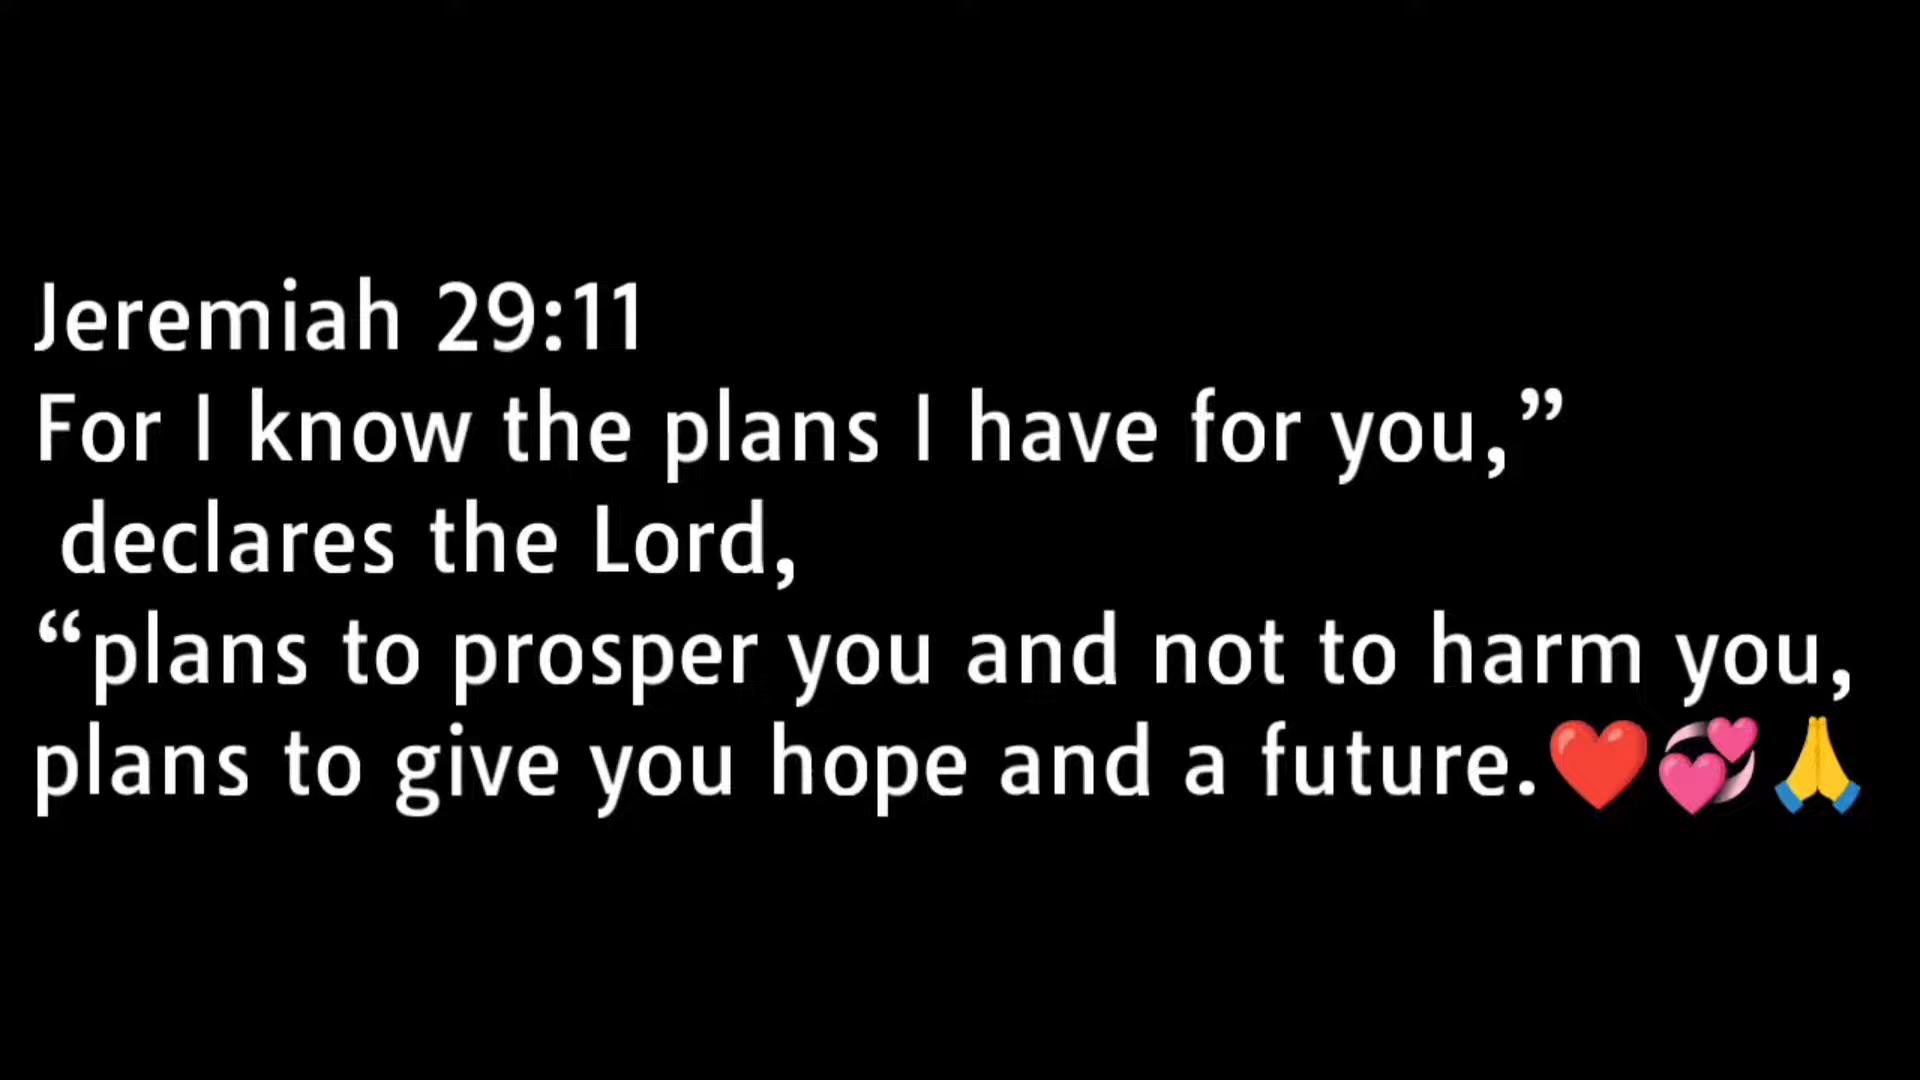 Jeremiah 29:11
For I know the plans I have for you,”
declares the Lord,
“plans to prosper you and not to harm you,
plans to give you hope and a future.❤️💞🙏